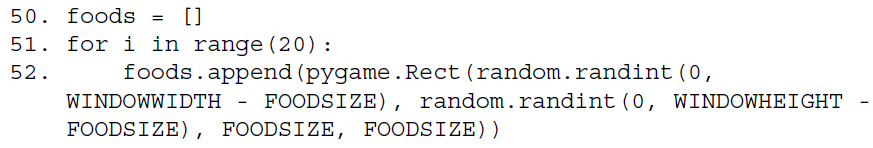 50. foods = []
51. for i in range(20):
52.     foods.append(pygame.Rect(random.randint(0,
WINDOWWIDTH - FOODSIZE), random.randint(0, WINDOWHEIGHT -
FOODSIZE), FOODSIZE, FOODSIZE))